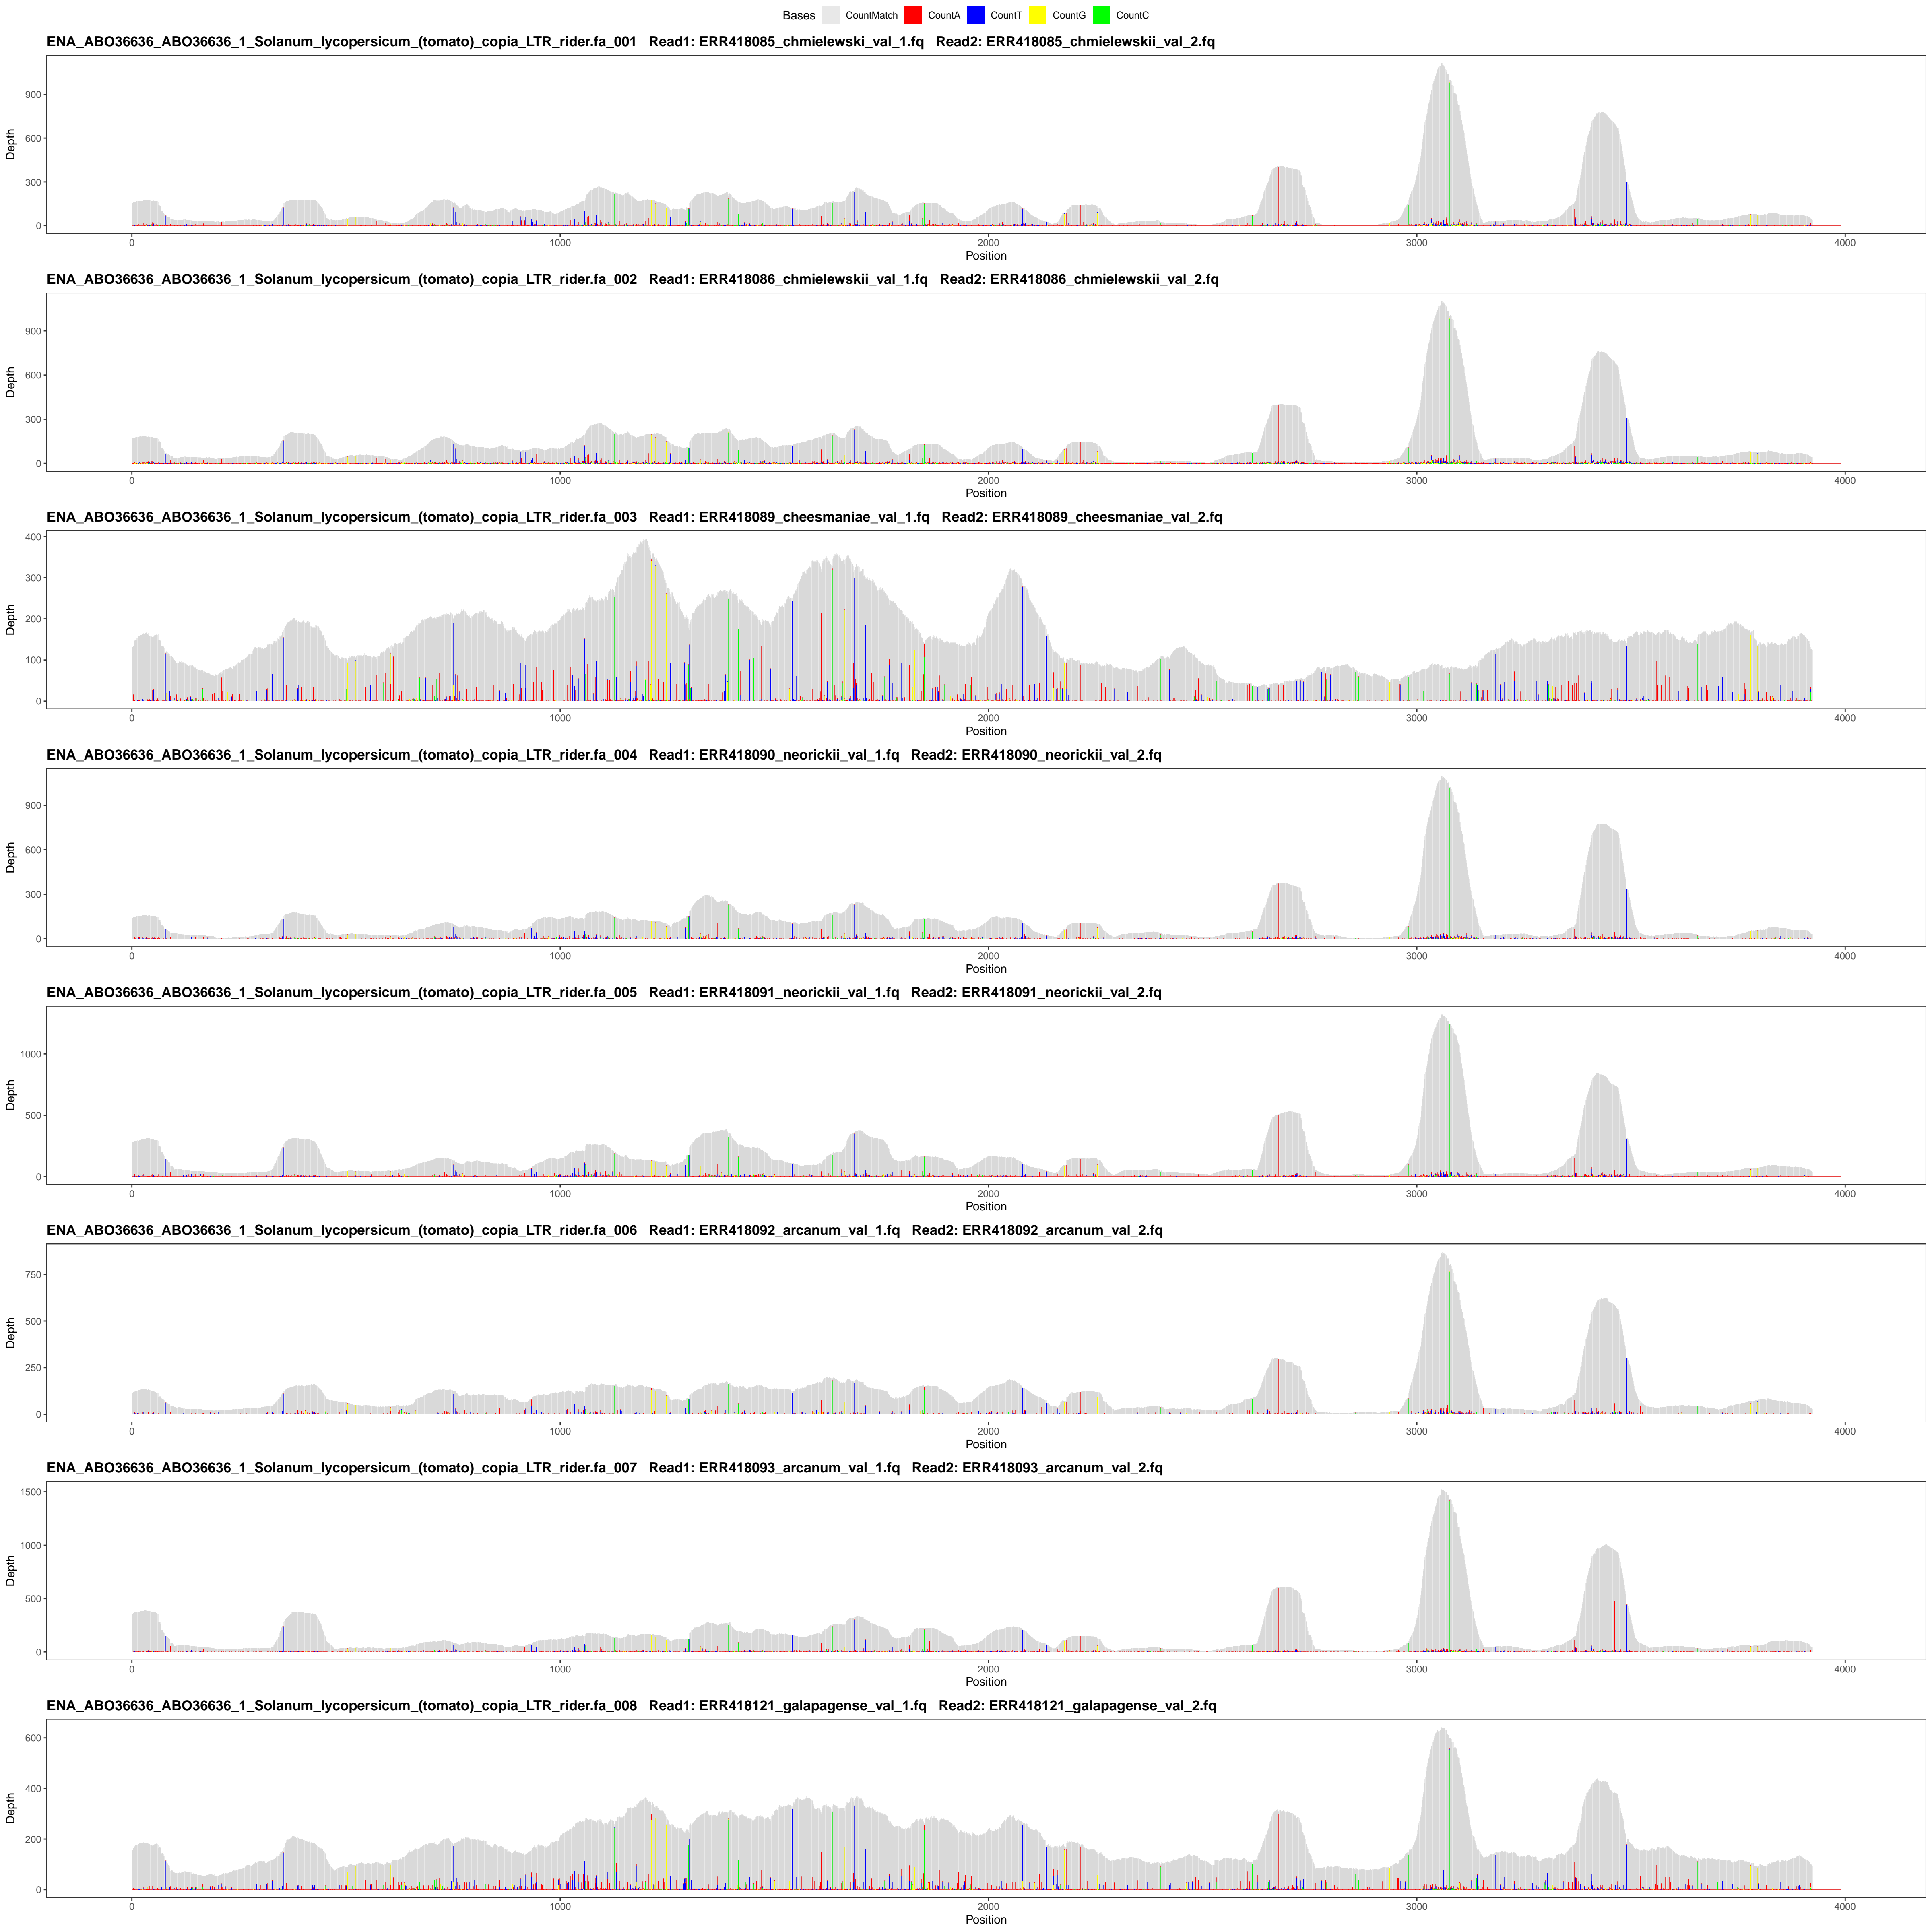 Bases CountMatch CountA CountT CountG CountC
ENA_ABO36636_ABO36636_1_Solanum_lycopersicum_(tomato)_copia_LTR_rider.fa_001 Read1: ERR418085_chmielewski_val_1.fq Read2: ERR418085_chmielewskii_val_2.fq
900
600
300
0
Depth
0 1000 2000 3000 4000
Position
ENA_ABO36636_ABO36636_1_Solanum_lycopersicum_(tomato)_copia_LTR_rider.fa_002 Read1: ERR418086_chmielewskii_val_1.fq Read2: ERR418086_chmielewskii_val_2.fq
900
600
300
0
Depth
0 1000 2000 3000 4000
Position
ENA_ABO36636_ABO36636_1_Solanum_lycopersicum_(tomato)_copia_LTR_rider.fa_003 Read1: ERR418089_cheesmaniae_val_1.fq Read2: ERR418089_cheesmaniae_val_2.fq
400
300
200
100
0
Depth
0 1000 2000 3000 4000
Position
ENA_ABO36636_ABO36636_1_Solanum_lycopersicum_(tomato)_copia_LTR_rider.fa_004 Read1: ERR418090_neorickii_val_1.fq Read2: ERR418090_neorickii_val_2.fq
900
600
300
0
Depth
0 1000 2000 3000 4000
Position
ENA_ABO36636_ABO36636_1_Solanum_lycopersicum_(tomato)_copia_LTR_rider.fa_005 Read1: ERR418091_neorickii_val_1.fq Read2: ERR418091_neorickii_val_2.fq
1000
500
0
Depth
0 1000 2000 3000 4000
Position
ENA_ABO36636_ABO36636_1_Solanum_lycopersicum_(tomato)_copia_LTR_rider.fa_006 Read1: ERR418092_arcanum_val_1.fq Read2: ERR418092_arcanum_val_2.fq
750
500
250
0
Depth
0 1000 2000 3000 4000
Position
ENA_ABO36636_ABO36636_1_Solanum_lycopersicum_(tomato)_copia_LTR_rider.fa_007 Read1: ERR418093_arcanum_val_1.fq Read2: ERR418093_arcanum_val_2.fq
1500
1000
500
0
Depth
0 1000 2000 3000 4000
Position
ENA_ABO36636_ABO36636_1_Solanum_lycopersicum_(tomato)_copia_LTR_rider.fa_008 Read1: ERR418121_galapagense_val_1.fq Read2: ERR418121_galapagense_val_2.fq
600
400
200
0
Depth
0 1000 2000 3000 4000
Position